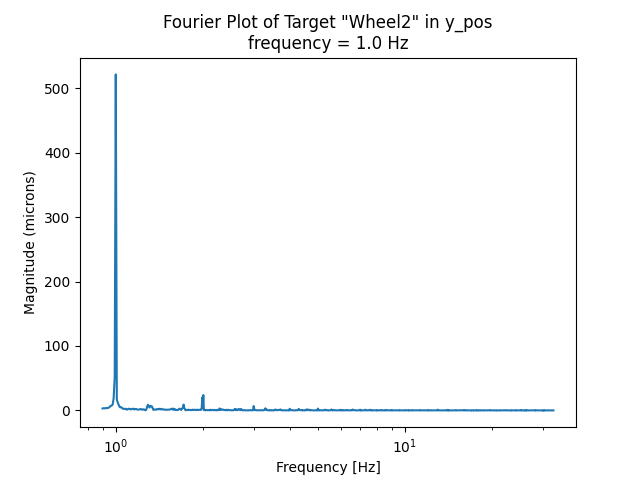 Fourier Plot of Target "Wheel2" in y_pos
frequency = 1.0 Hz
Magnitude (microns)
500
400
300
200
100
0
10⁰
10¹
Frequency [Hz]